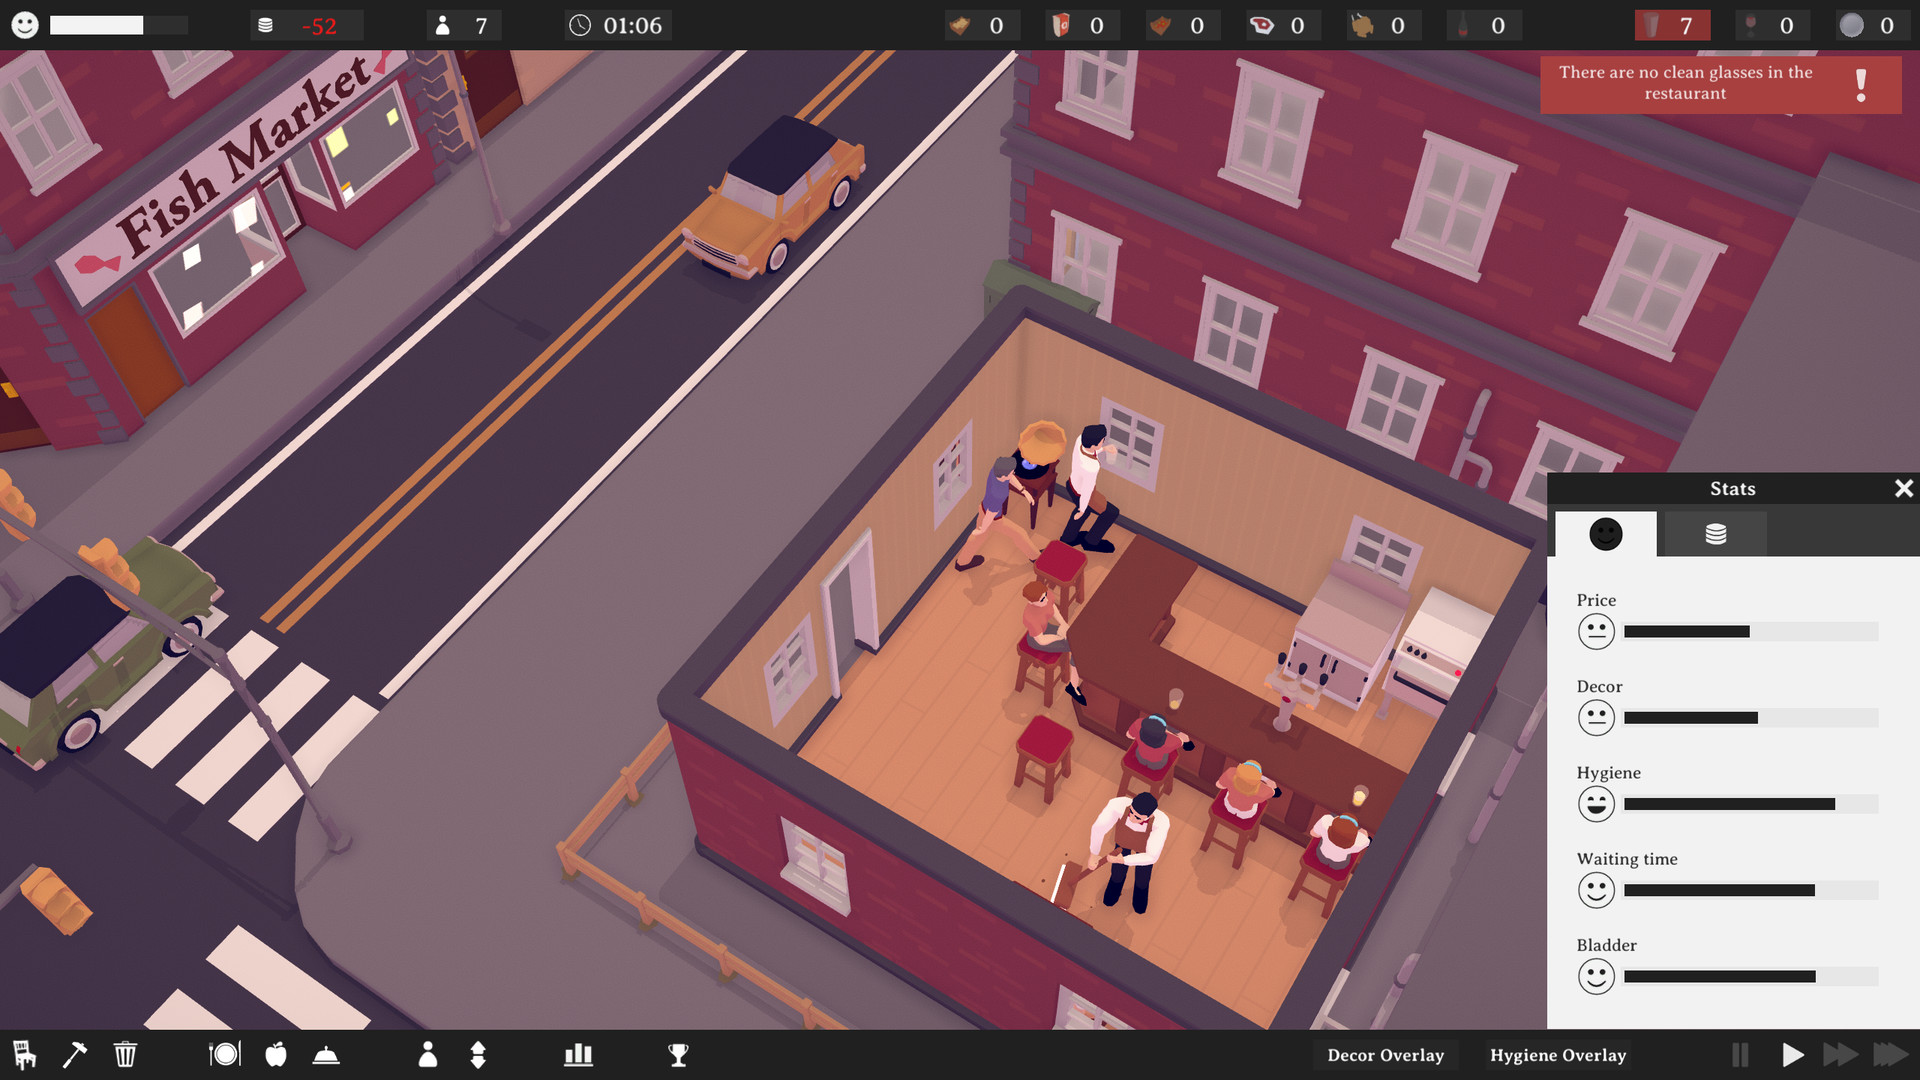 -52
7
01:06
0
0
0
0
0
0
7
0
0
There are no clean glasses in the
restaurant
Fish Market
Stats
Price
Decor
Hygiene
Waiting time
Bladder
Decor Overlay
Hygiene Overlay